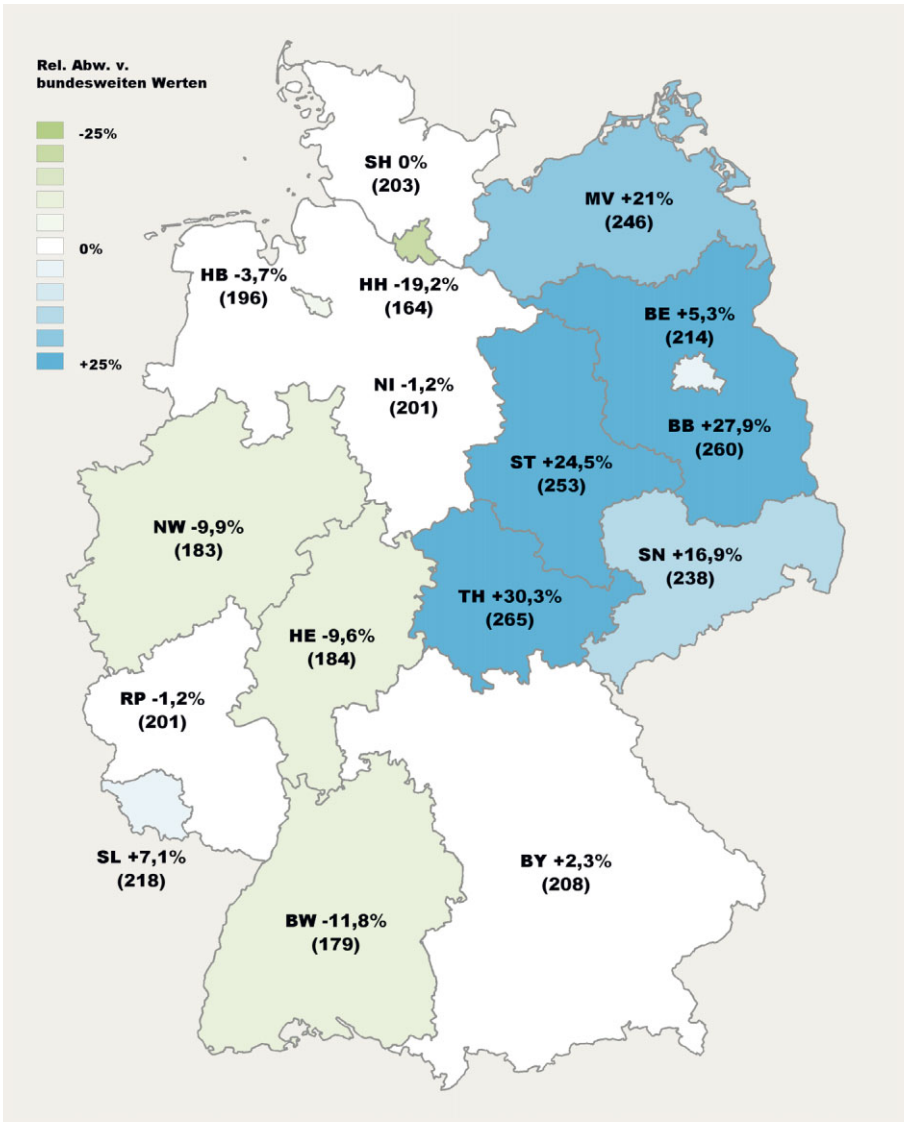 Rel. Abw. v.
bundesweiten Werten
-25%
0%
+25%
SH 0%
(203)
MV +21%
(246)
HB -3,7%
(196)
HH -19,2%
(164)
BE +5,3%
(214)
NI -1,2%
(201)
BB +27,9%
(260)
ST +24,5%
(253)
NW -9,9%
(183)
SN +16,9%
(238)
TH +30,3%
(265)
HE -9,6%
(184)
RP -1,2%
(201)
SL +7,1%
(218)
BY +2,3%
(208)
BW -11,8%
(179)